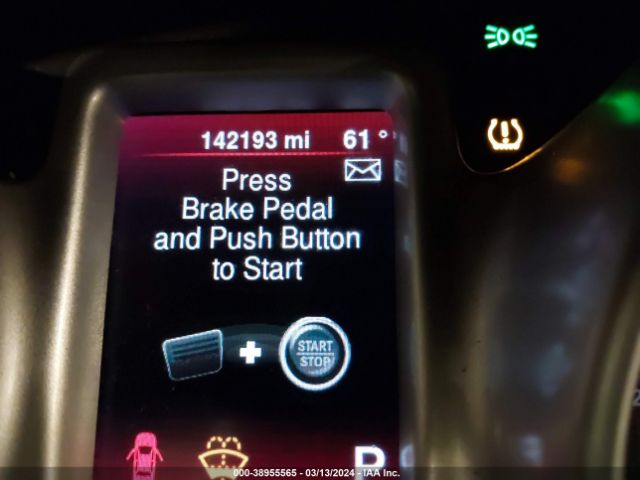 142193 mi 61°
Press
Brake Pedal
and Push Button
to Start
START
STOP
P
000-38955565 - 03/13/2024 - IAA Inc.